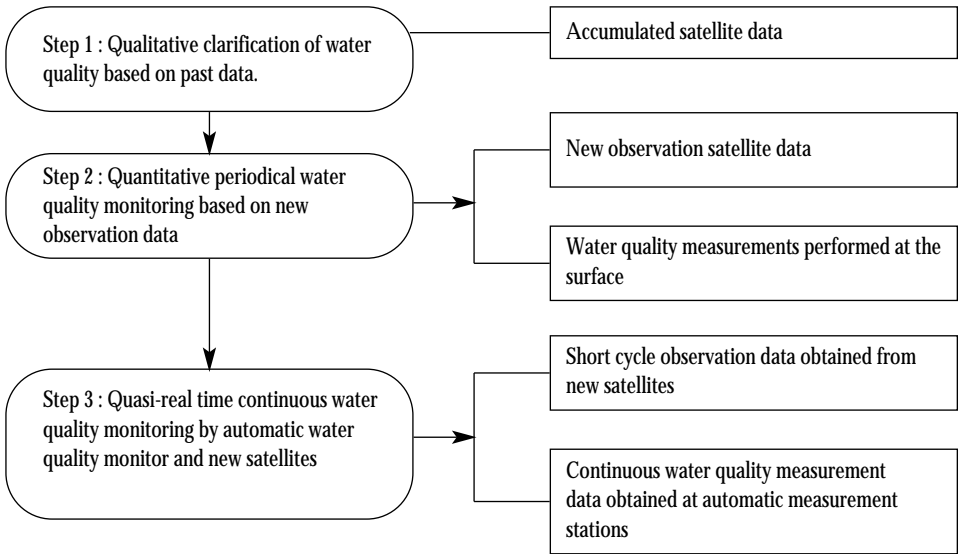 Step 1 : Qualitative clarification of water
quality based on past data.
Accumulated satellite data
Step 2 : Quantitative periodical water
quality monitoring based on new
observation data
New observation satellite data
Water quality measurements performed at the
surface
Step 3 : Quasi-real time continuous water
quality monitoring by automatic water
quality monitor and new satellites
Short cycle observation data obtained from
new satellites
Continuous water quality measurement
data obtained at automatic measurement
stations